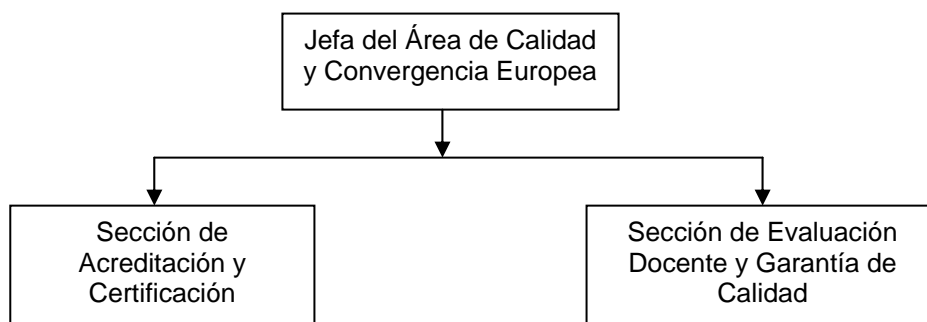 Jefa del Área de Calidad
y Convergencia Europea
Sección de
Acreditación y
Certificación
Sección de Evaluación
Docente y Garantía de
Calidad